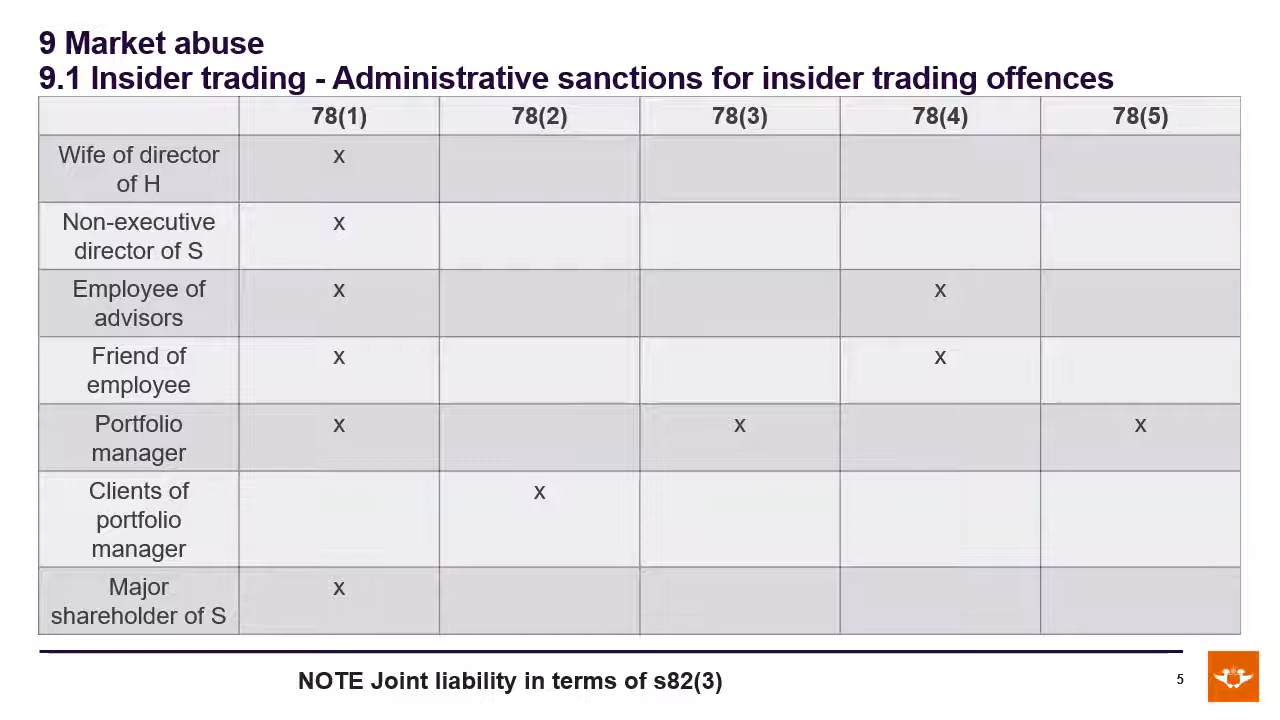 9 Market abuse
9.1 Insider trading - Administrative sanctions for insider trading offences
78(1) 78(2) 78(3) 78(4) 78(5)
Wife of director x
of H
Non-executive x
director of S
Employee of x x
advisors
Friend of x x
employee
Portfolio x x x
manager
Clients of x
portfolio
manager
Major x
shareholder of S
NOTE Joint liability in terms of s82(3)
5